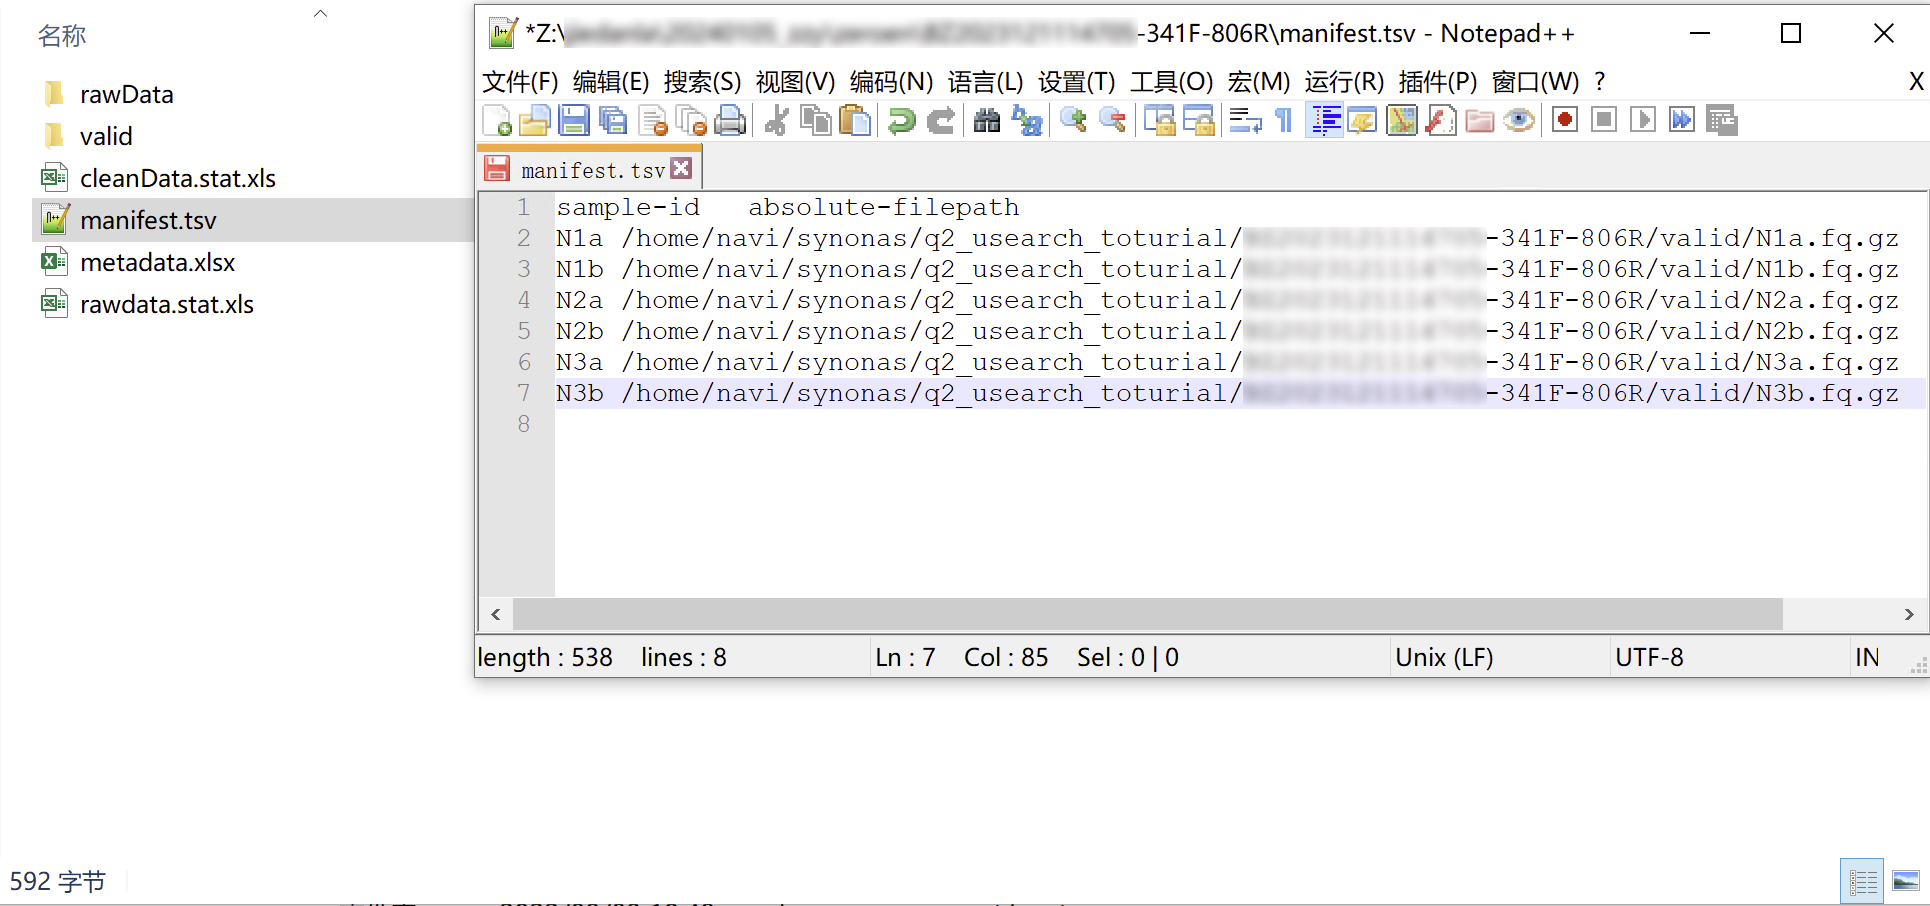 名称
rawData
valid
cleanData.stat.xls
manifest.tsv
metadata.xlsx
rawdata.stat.xls
592 字节
*Z:\ -341F-806R\manifest.tsv - Notepad++
文件(F) 编辑(E) 搜索(S) 视图(V) 编码(N) 语言(L) 设置(T) 工具(O) 宏(M) 运行(R) 插件(P) 窗口(W) ? X
manifest.tsv
1 sample-id absolute-filepath
2 N1a /home/navi/synonas/q2_usearch_toturial/ -341F-806R/valid/N1a.fq.gz
3 N1b /home/navi/synonas/q2_usearch_toturial/ -341F-806R/valid/N1b.fq.gz
4 N2a /home/navi/synonas/q2_usearch_toturial/ -341F-806R/valid/N2a.fq.gz
5 N2b /home/navi/synonas/q2_usearch_toturial/ -341F-806R/valid/N2b.fq.gz
6 N3a /home/navi/synonas/q2_usearch_toturial/ -341F-806R/valid/N3a.fq.gz
7 N3b /home/navi/synonas/q2_usearch_toturial/ -341F-806R/valid/N3b.fq.gz
8
length : 538 lines : 8 Ln : 7 Col : 85 Sel : 0 | 0 Unix (LF) UTF-8 IN